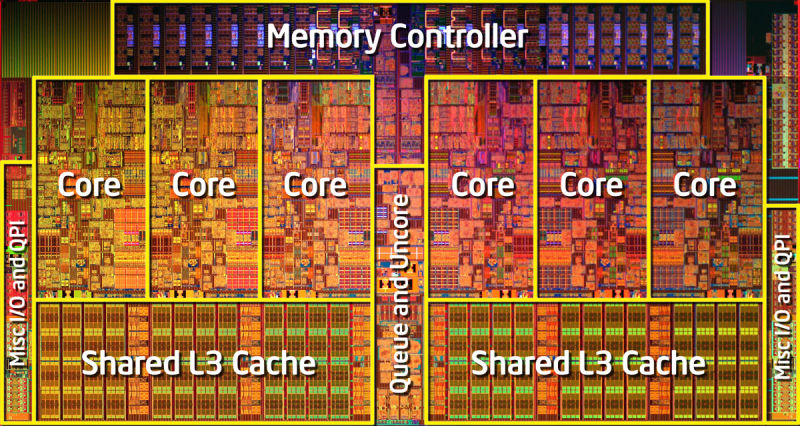 Memory Controller
Core
Core
Core
Core
Core
Core
Misc I/O and QPI
Queue and Uncore
Misc I/O and QPI
Shared L3 Cache
Shared L3 Cache